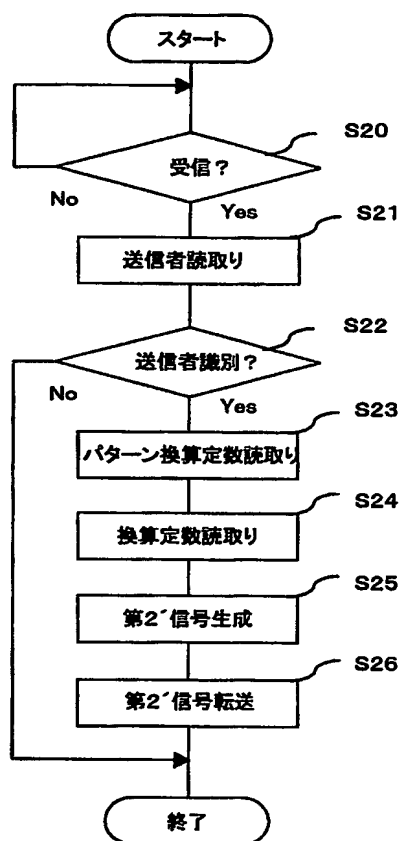 スタート
S20
受信？
No
Yes
S21
送信者読取り
S22
送信者識別？
No
Yes
S23
パターン換算定数読取り
S24
換算定数読取り
S25
第2´信号生成
S26
第2´信号転送
終了